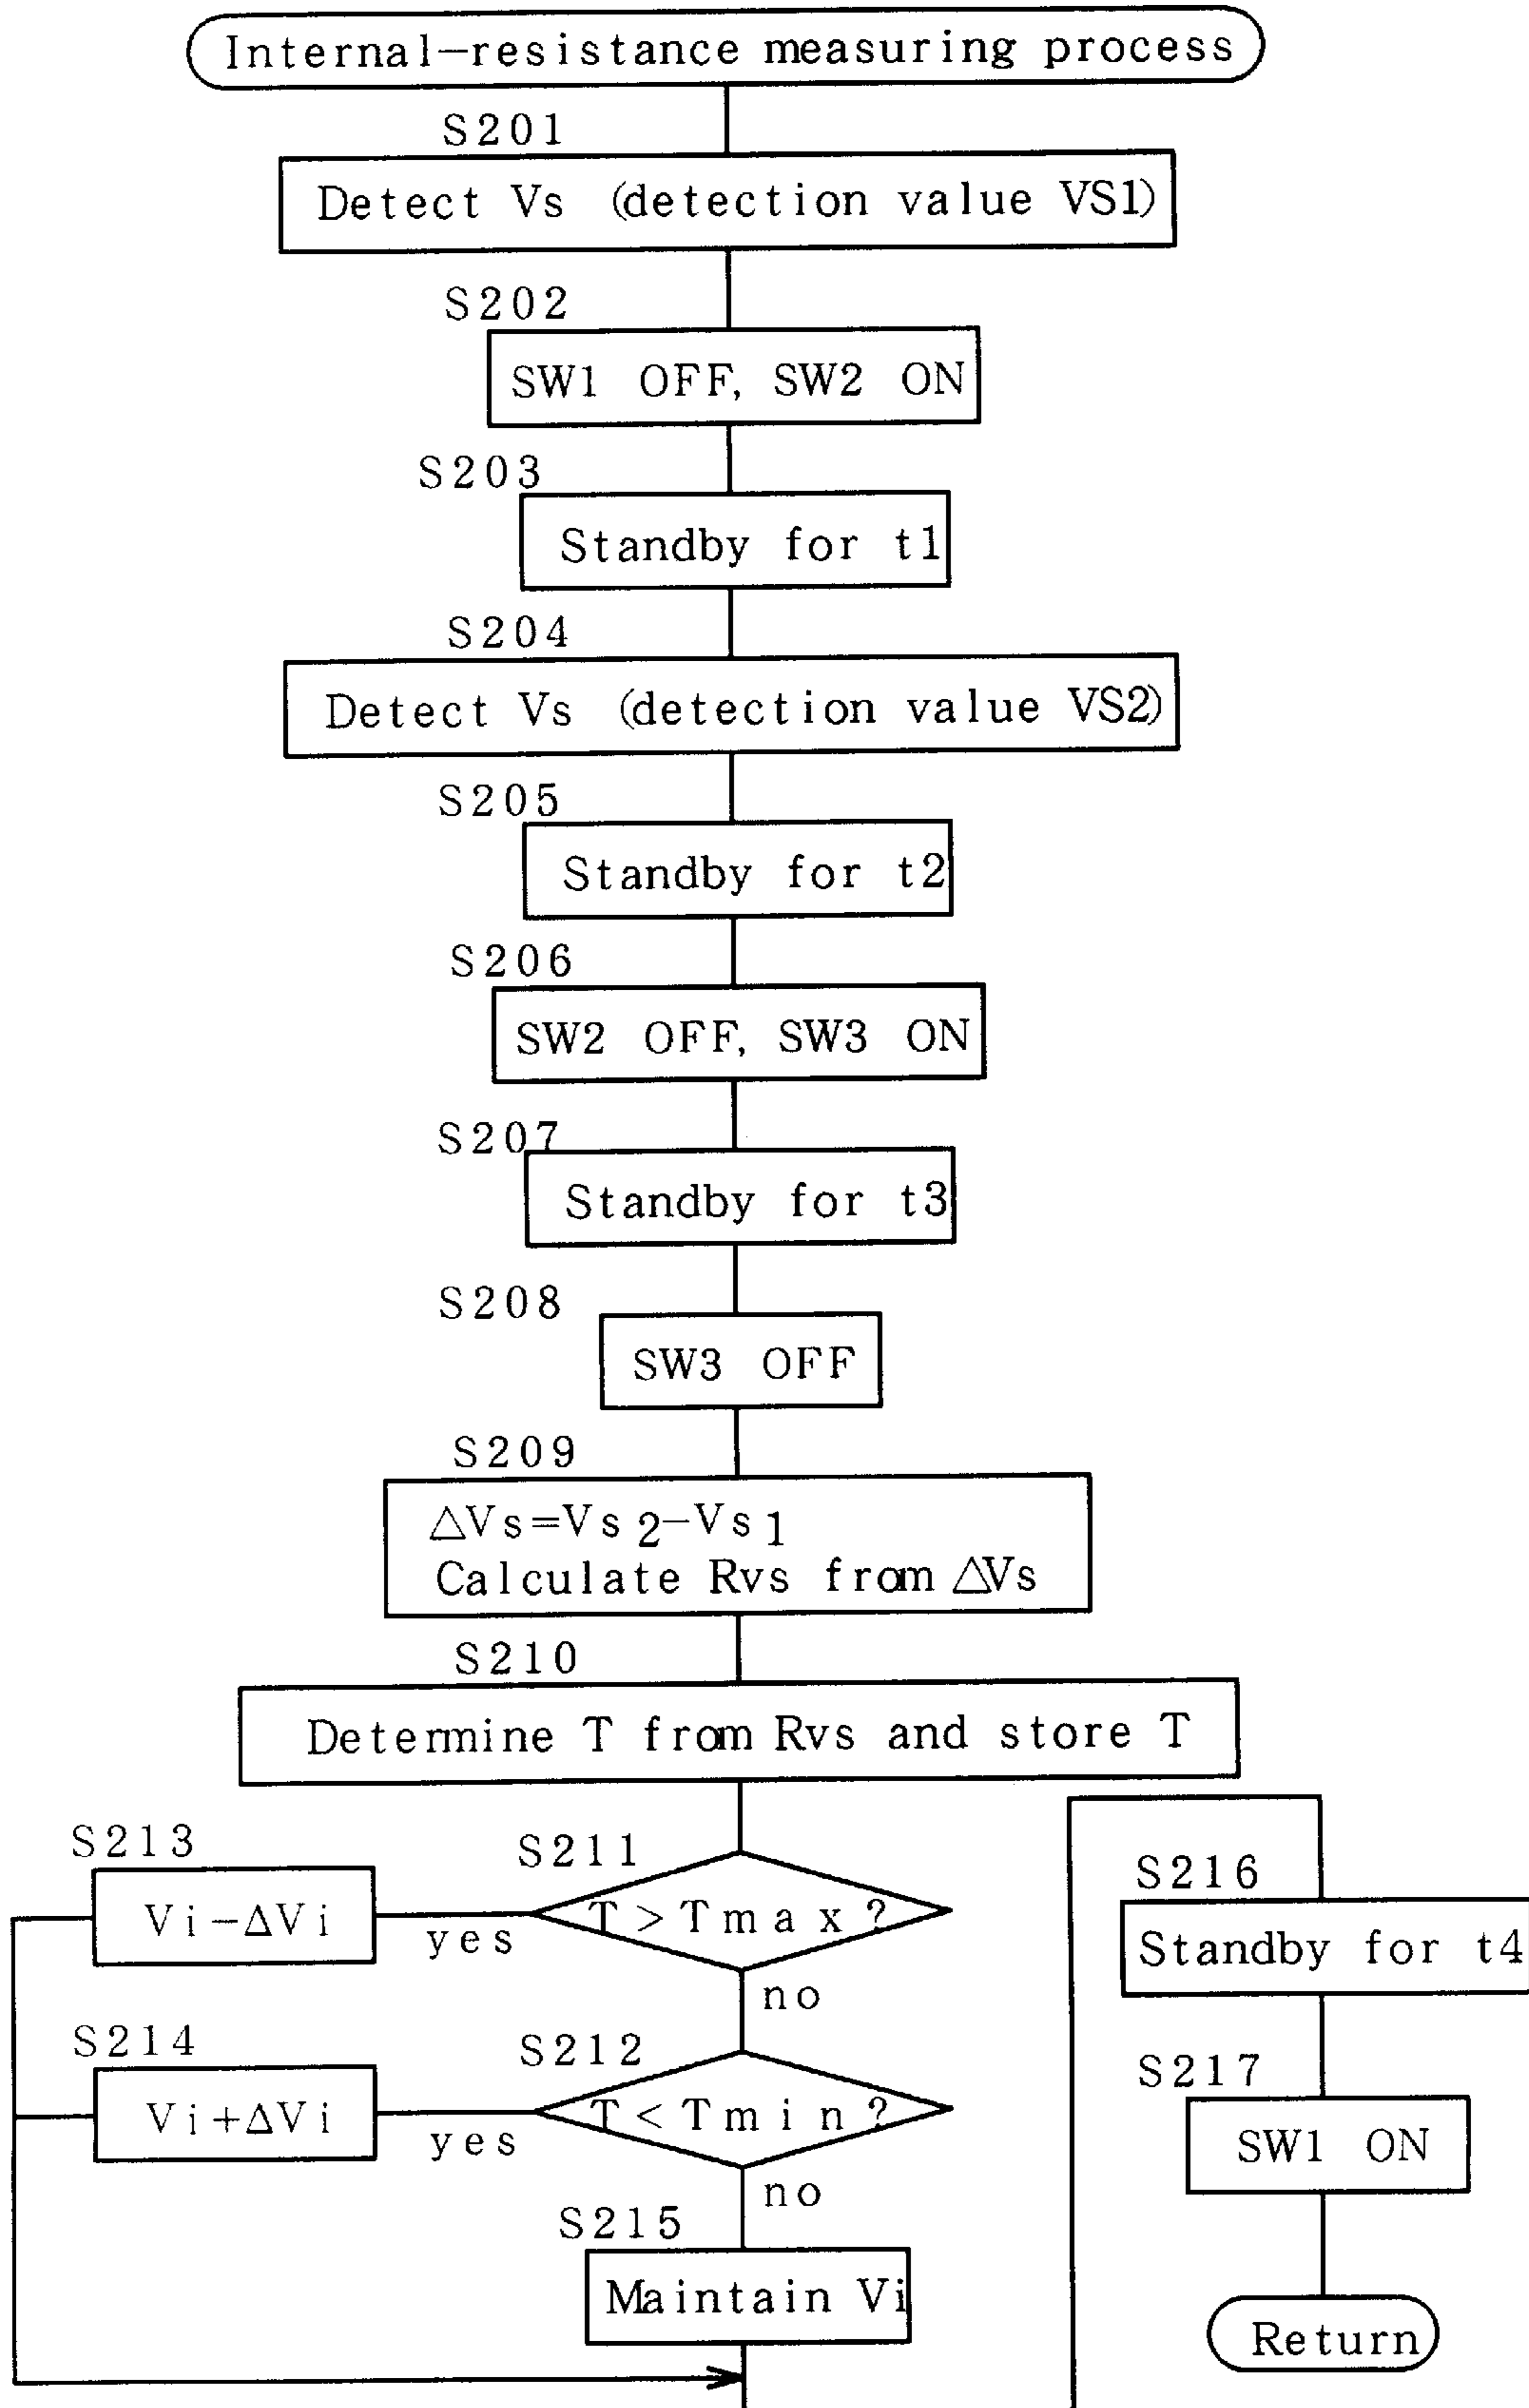 Internal-resistance measuring process
S201
Detect Vs (detection value VS1)
S202
SW1 OFF, SW2 ON
S203
Standby for t1
S204
Detect Vs (detection value VS2)
S205
Standby for t2
S206
SW2 OFF, SW3 ON
S207
Standby for t3
S208
SW3 OFF
S209
△Vs=Vs2-Vs1
Calculate Rvs from △Vs
S210
Determine T from Rvs and store T
S211
T>Tmax?
yes
no
S213
Vi-ΔVi
S212
T<Tmin?
yes
no
S214
Vi+ΔVi
S215
Maintain Vi
S216
Standby for t4
S217
SW1 ON
Return